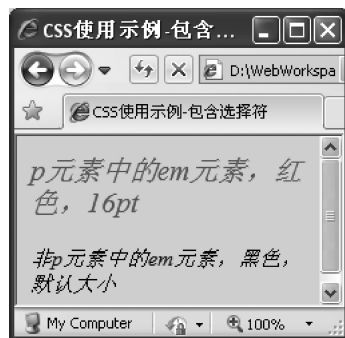 CSS使用示例-包含...
D:\WebWorkspa
CSS使用示例-包含选择符
p元素中的em元素，红
色，16pt
非p元素中的em元素，黑色，
默认大小
My Computer
100%